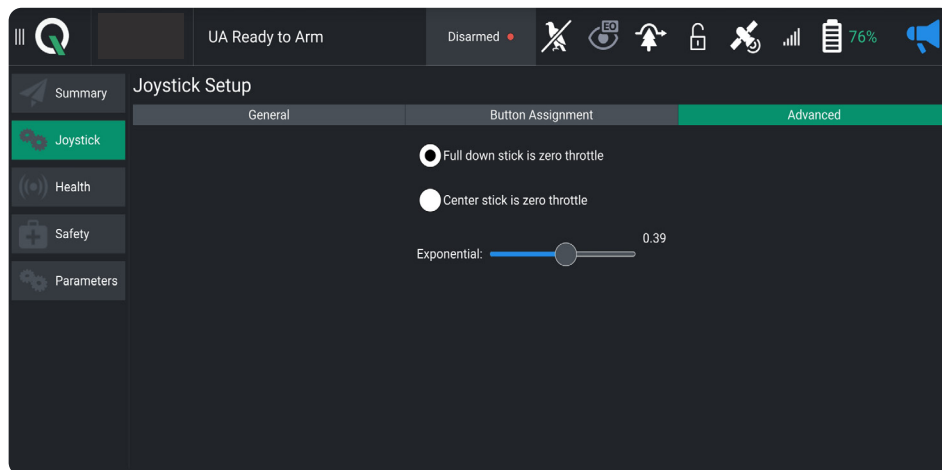 UA Ready to Arm
Disarmed
EO
76%
Summary
Joystick
Health
Safety
Parameters
Joystick Setup
General
Button Assignment
Advanced
Full down stick is zero throttle
Center stick is zero throttle
Exponential:
0.39